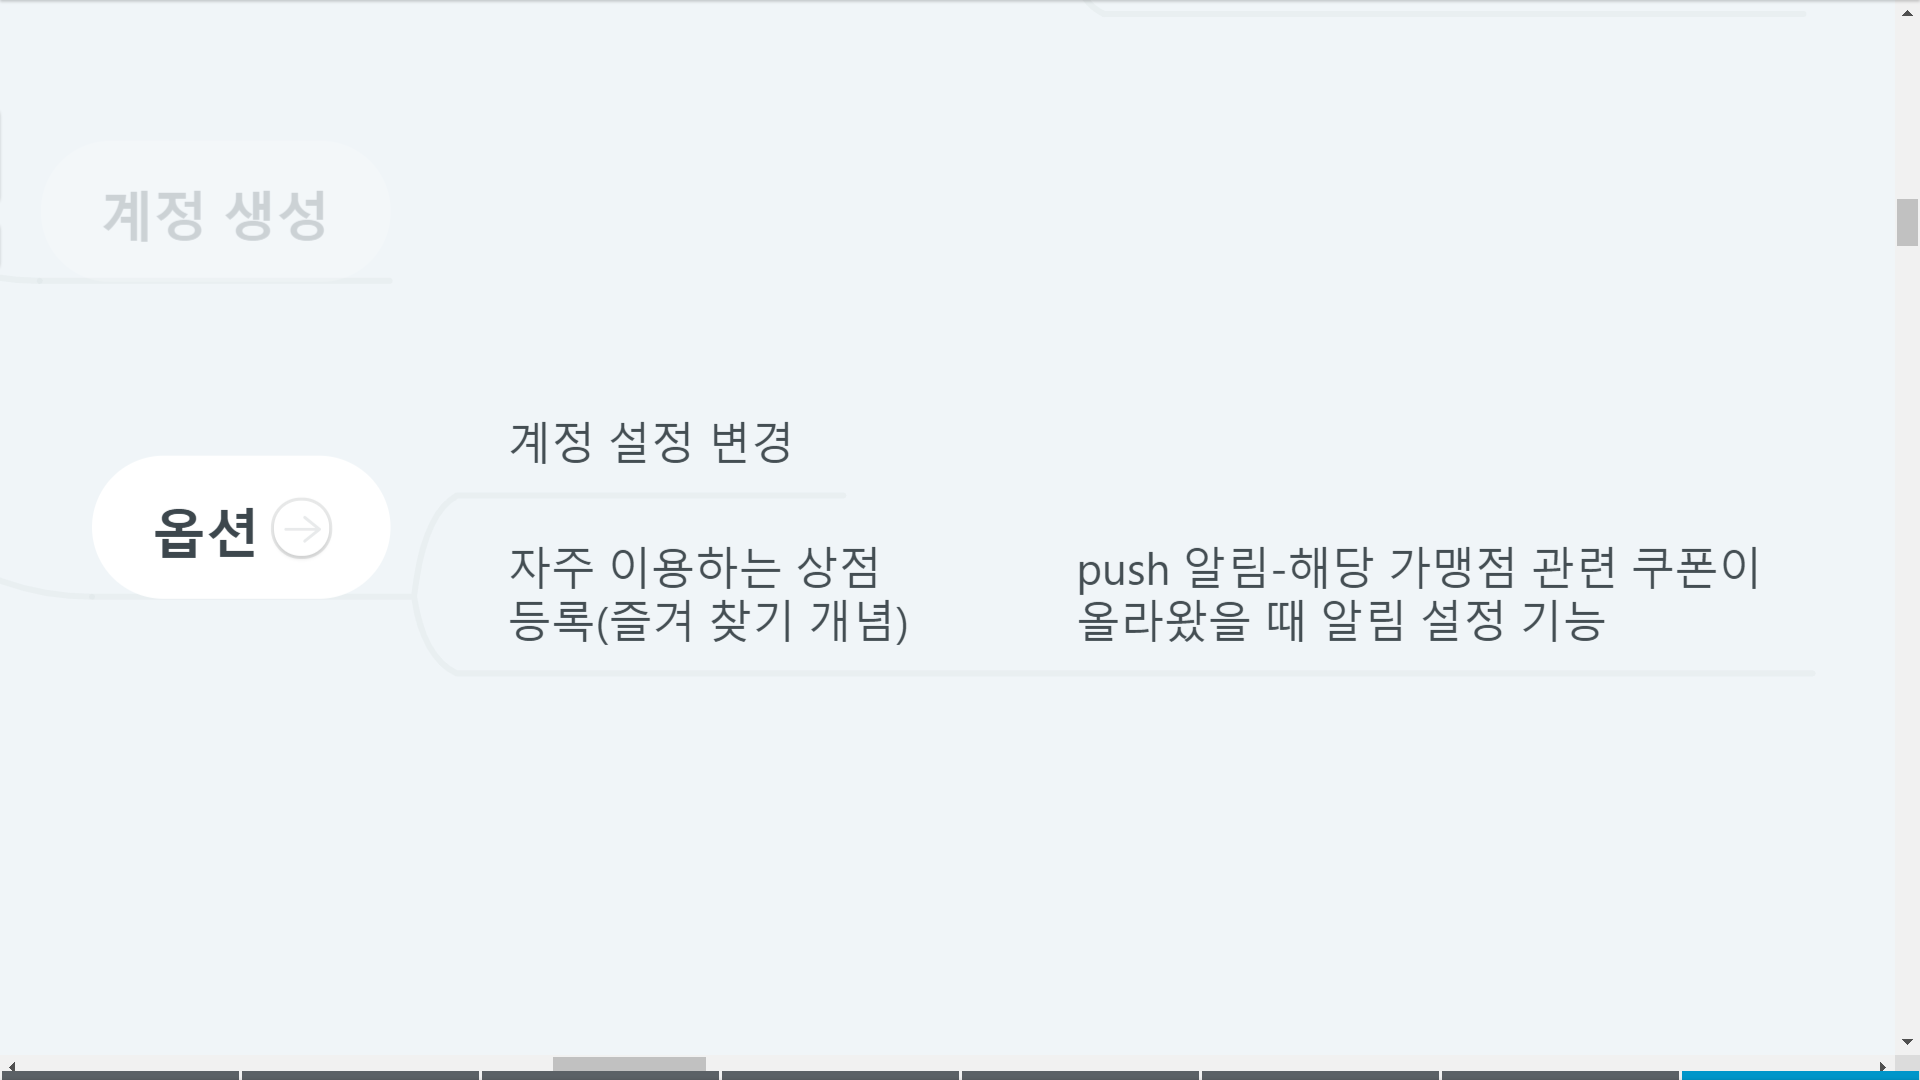 계정 생성
계정 설정 변경
옵션
자주 이용하는 상점
등록(즐겨 찾기 개념)
push 알림-해당 가맹점 관련 쿠폰이
올라왔을 때 알림 설정 기능